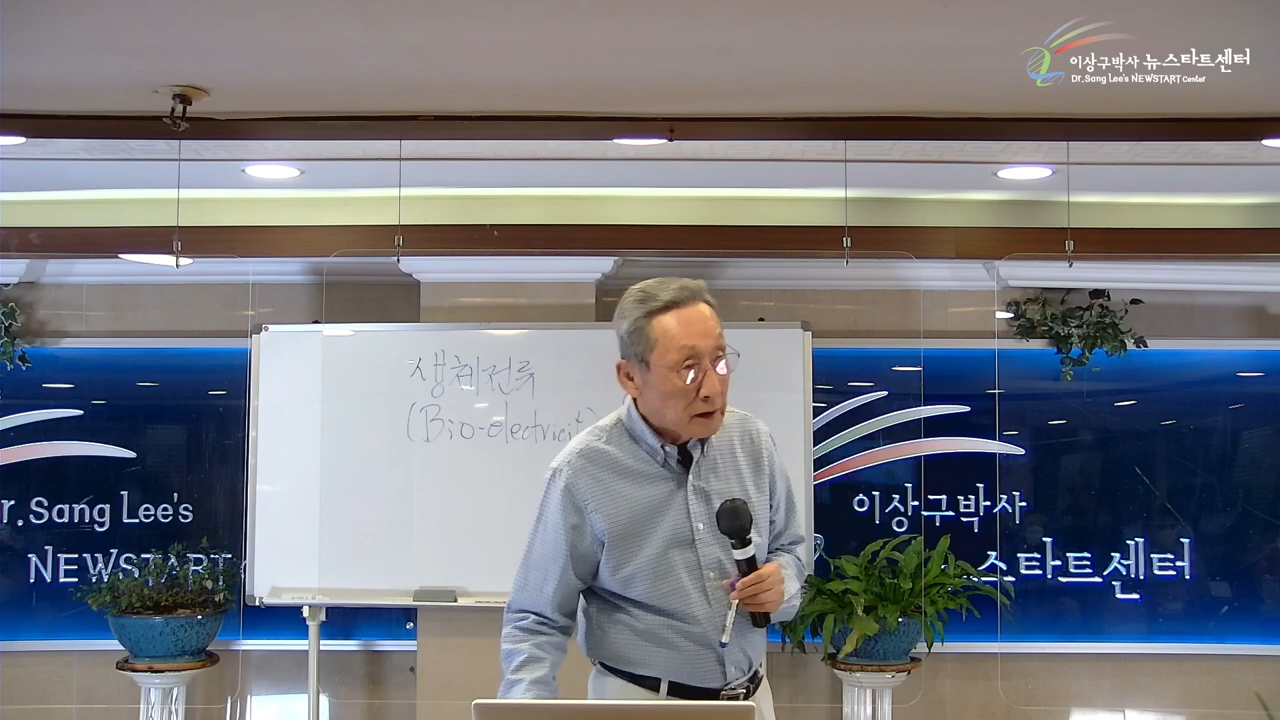 이상구박사 뉴스타트센터
Dr. Sang Lee's NEWSTART Center
생체전류
(Bio-electricit
r. Sang Lee's
NEWSTART
이상구박사
스타트센터